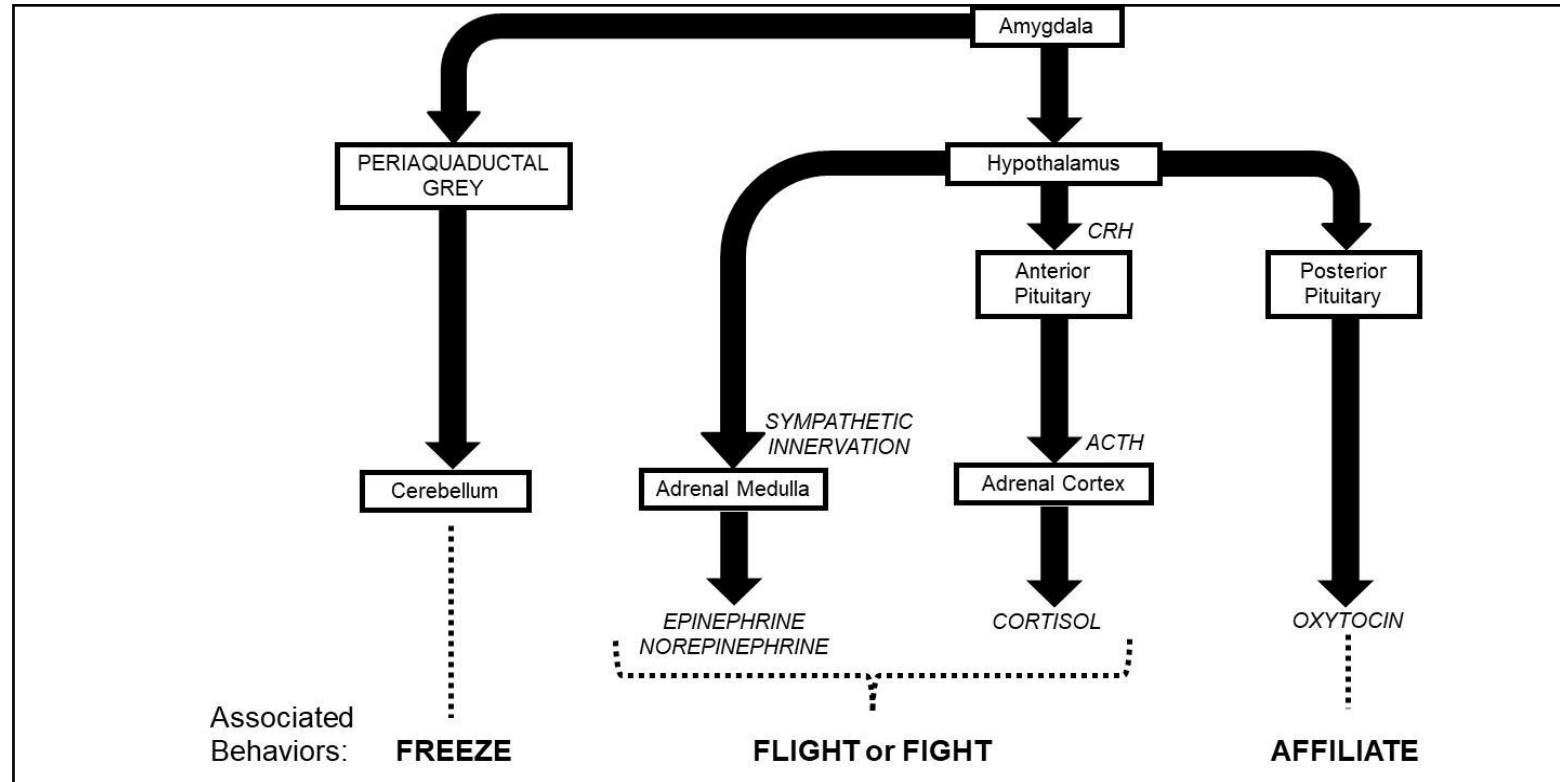 Amygdala
PERIAQUADUCTAL
GREY
Hypothalamus
CRH
Anterior
Pituitary
Posterior
Pituitary
SYMPATHETIC
INNERVATION
ACTH
Cerebellum
Adrenal Medulla
Adrenal Cortex
EPINEPHRINE
NOREPINEPHRINE
CORTISOL
OXYTOCIN
Associated
Behaviors:
FREEZE
FLIGHT or FIGHT
AFFILIATE